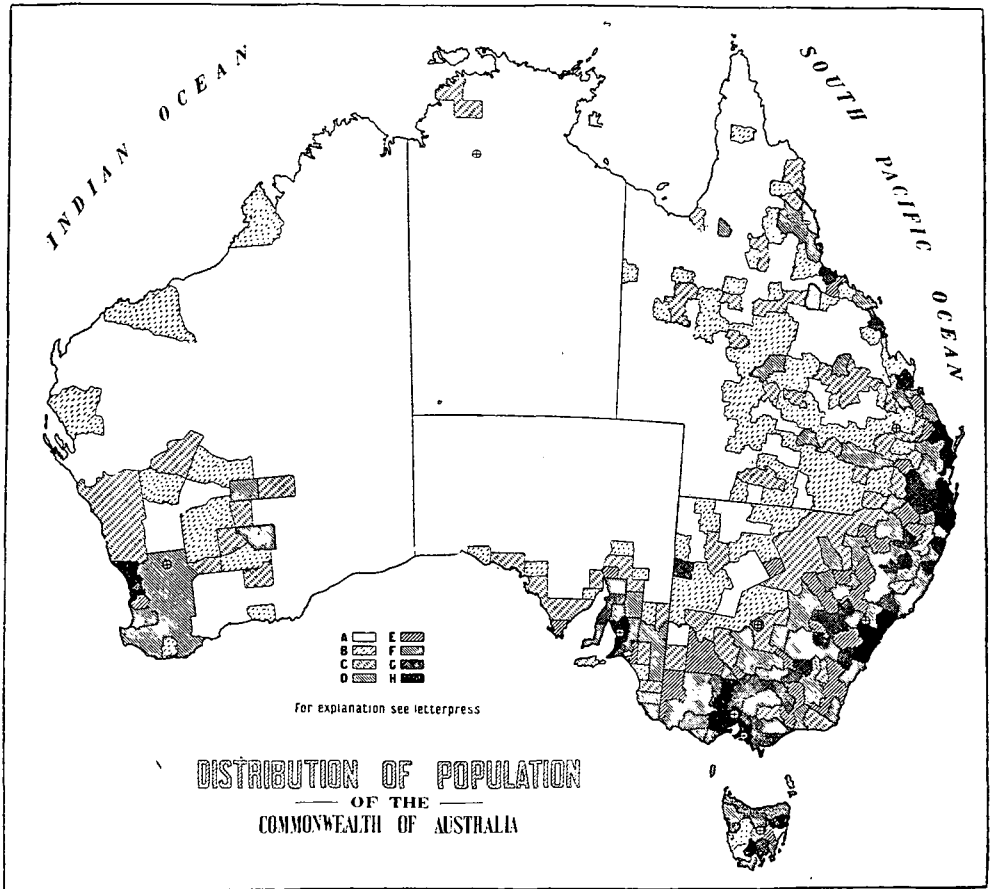 INDIAN OCEAN
SOUTH PACIFIC OCEAN
A E
B F
C G
D H
For explanation see letterpress
DISTRIBUTION OF POPULATION
OF THE
COMMONWEALTH OF AUSTRALIA